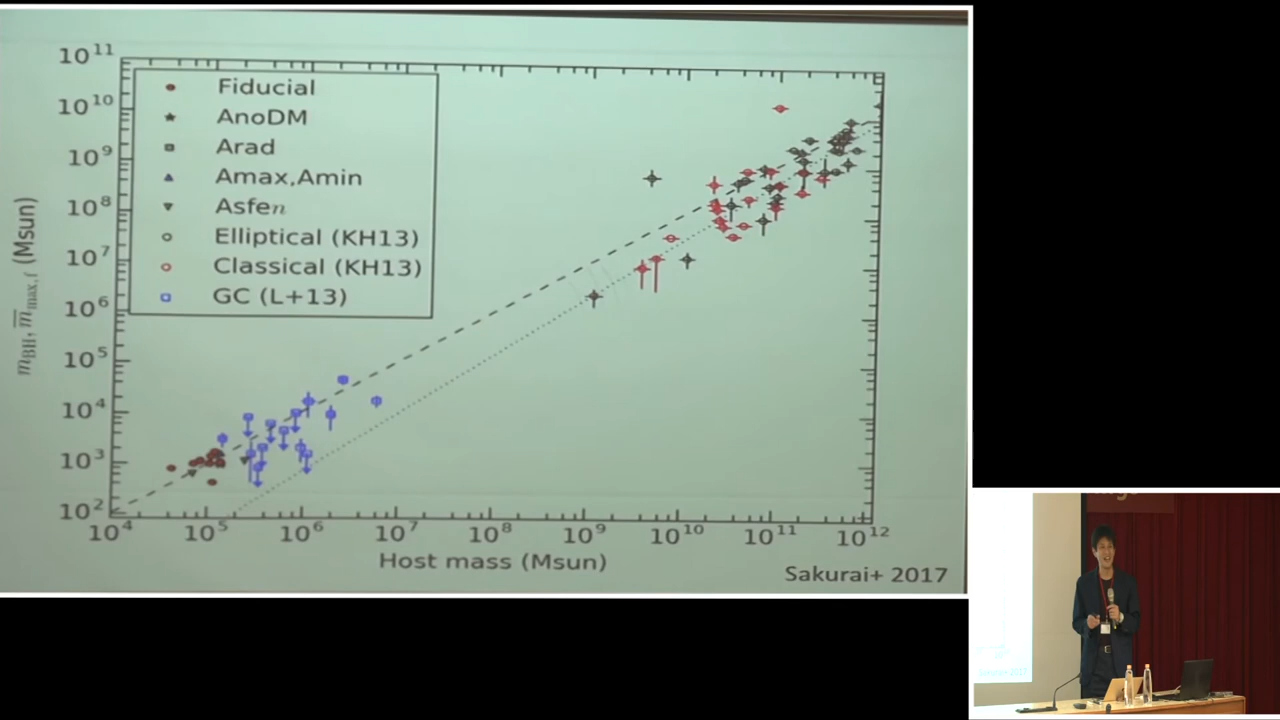 10^11
10^10
10^9
10^8
10^7
10^6
10^5
10^4
10^3
10^2
m_BH, m̅_max,f (Msun)
Fiducial
AnoDM
Arad
Amax,Amin
Asfen
Elliptical (KH13)
Classical (KH13)
GC (L+13)
10^4 10^5 10^6 10^7 10^8 10^9 10^10 10^11 10^12
Host mass (Msun)
Sakurai+ 2017